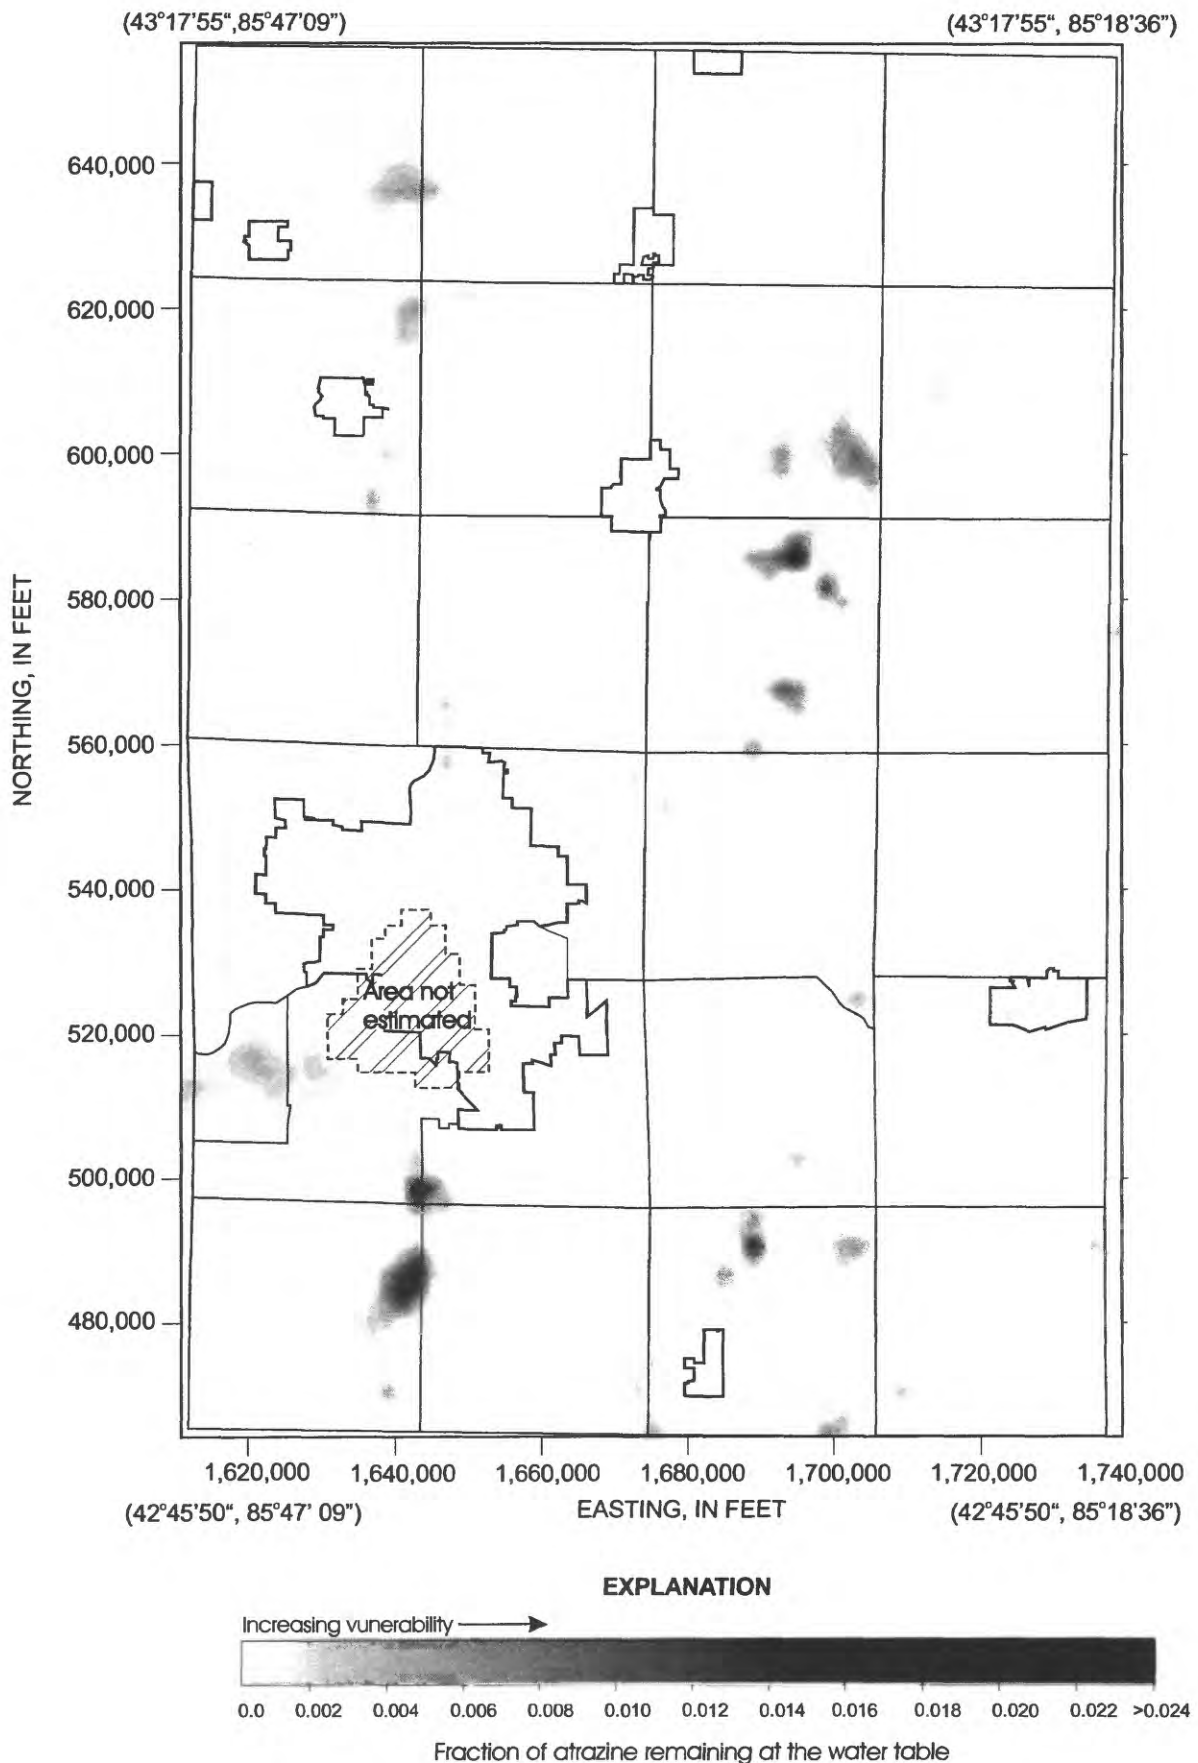 (43°17'55“,85°47'09”)
(43°17'55“, 85°18'36”)
640,000
620,000
600,000
580,000
560,000
540,000
520,000
500,000
480,000
NORTHING, IN FEET
Area not
estimated
1,620,000 1,640,000 1,660,000 1,680,000 1,700,000 1,720,000 1,740,000
(42°45'50“, 85°47' 09”)
EASTING, IN FEET
(42°45'50“, 85°18'36”)
EXPLANATION
Increasing vunerability
0.0 0.002 0.004 0.006 0.008 0.010 0.012 0.014 0.016 0.018 0.020 0.022 >0.024
Fraction of atrazine remaining at the water table